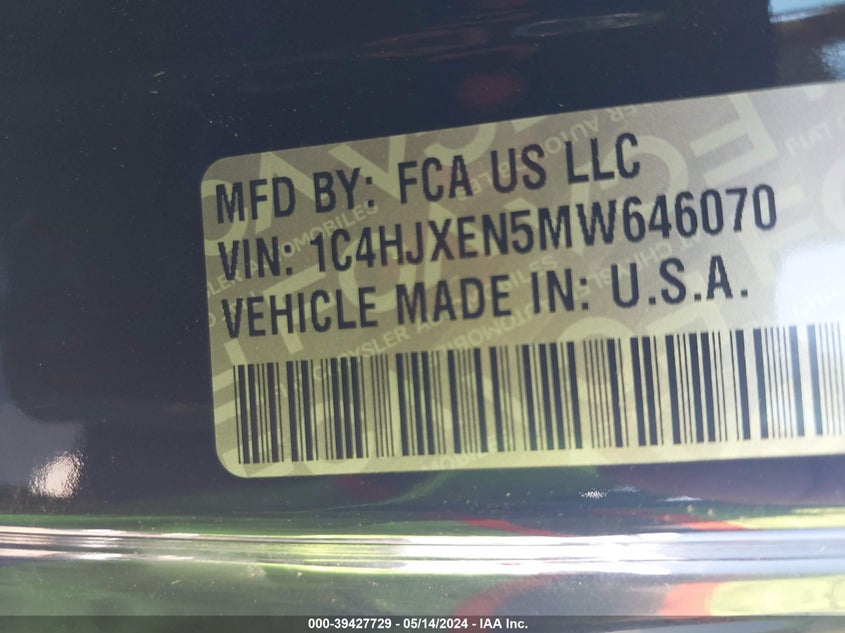 MFD BY: FCA US LLC
VIN: 1C4HJXEN5MW646070
VEHICLE MADE IN: U.S.A.
000-39427729 - 05/14/2024 - IAA Inc.